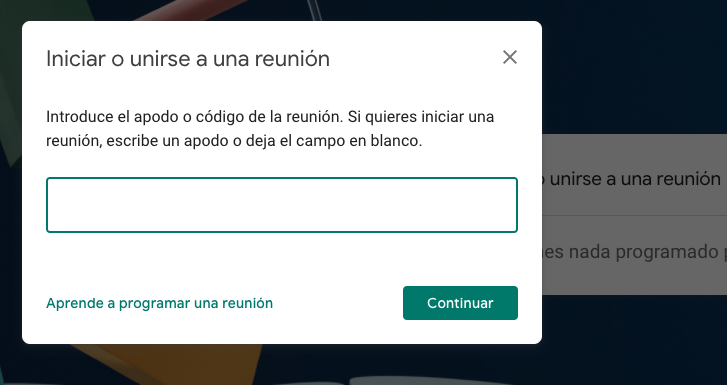 Iniciar o unirse a una reunión
Introduce el apodo o código de la reunión. Si quieres iniciar una
reunión, escribe un apodo o deja el campo en blanco.
o unirse a una reunión
nes nada programado p
Aprende a programar una reunión
Continuar